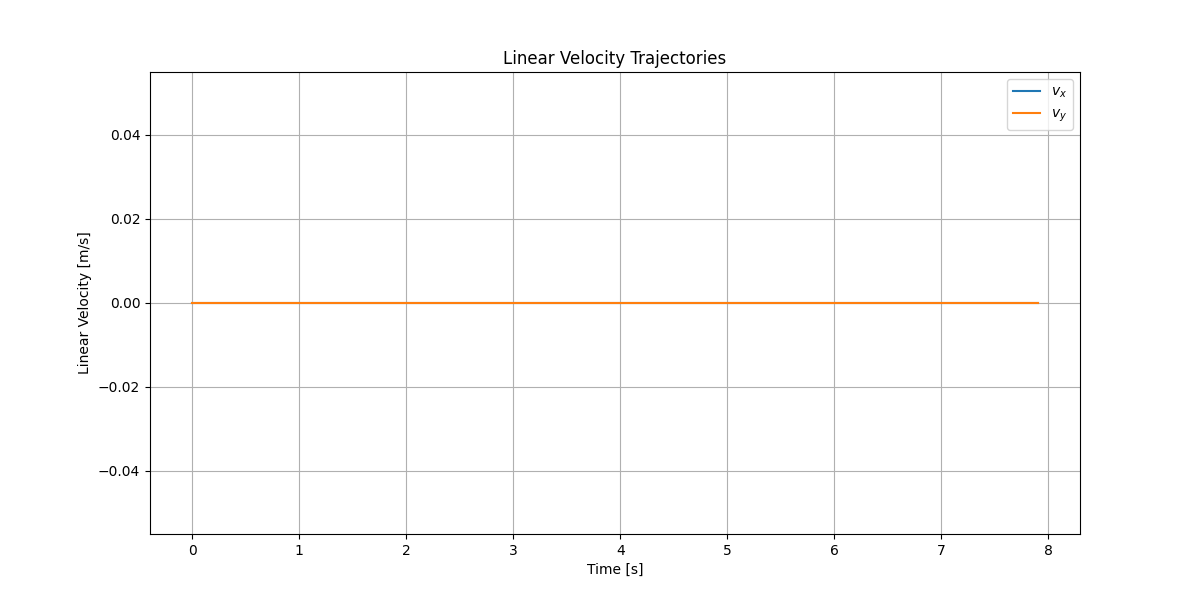 Linear Velocity Trajectories
v_x
v_y
0.04
0.02
0.00
−0.02
−0.04
Linear Velocity [m/s]
0 1 2 3 4 5 6 7 8
Time [s]